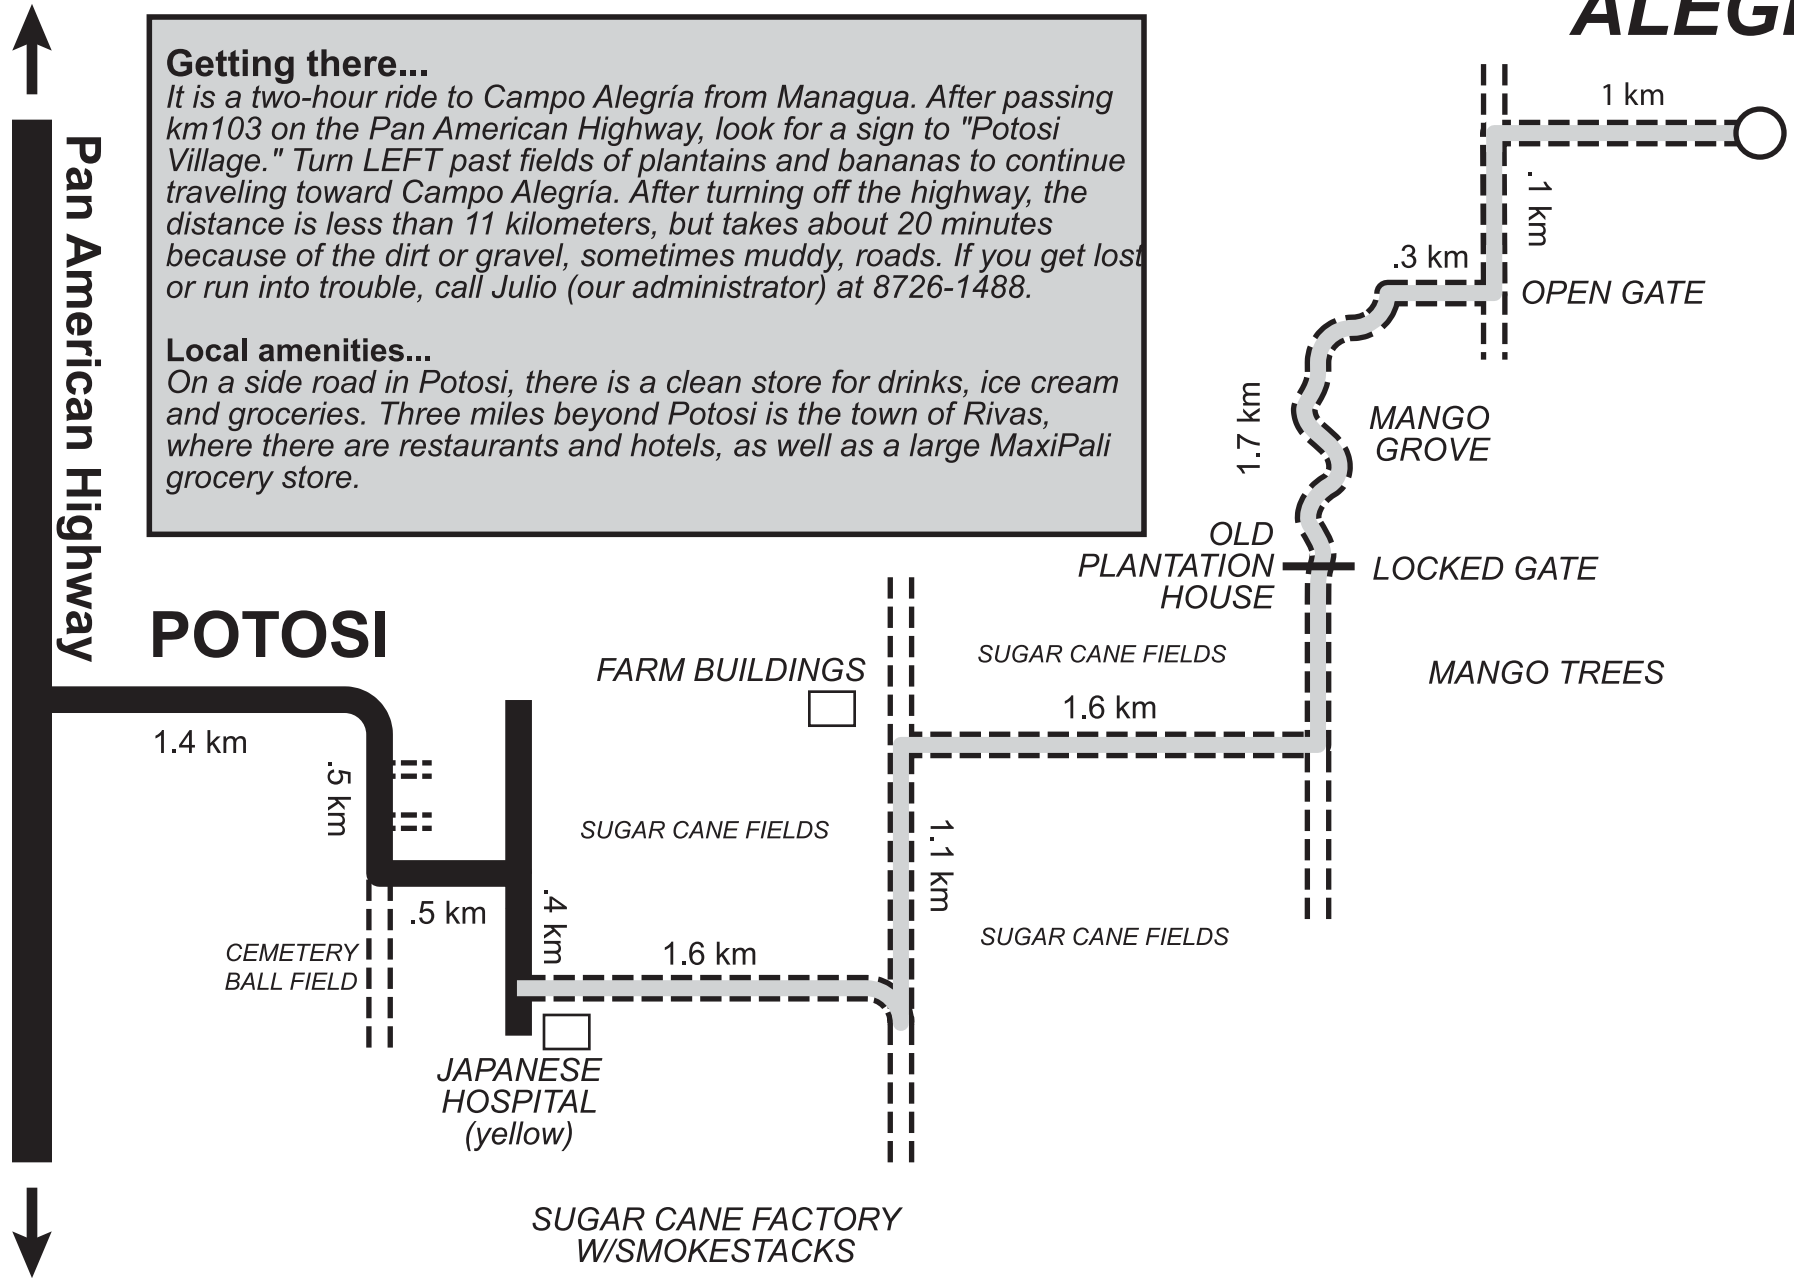 ALEGR
Getting there...
It is a two-hour ride to Campo Alegría from Managua. After passing
km103 on the Pan American Highway, look for a sign to "Potosi
Village." Turn LEFT past fields of plantains and bananas to continue
traveling toward Campo Alegría. After turning off the highway, the
distance is less than 11 kilometers, but takes about 20 minutes
because of the dirt or gravel, sometimes muddy, roads. If you get lost
or run into trouble, call Julio (our administrator) at 8726-1488.
Local amenities...
On a side road in Potosi, there is a clean store for drinks, ice cream
and groceries. Three miles beyond Potosi is the town of Rivas,
where there are restaurants and hotels, as well as a large MaxiPali
grocery store.
Pan American Highway
1 km
.1 km
.3 km
OPEN GATE
1.7 km
MANGO
GROVE
OLD
PLANTATION
HOUSE
LOCKED GATE
POTOSI
FARM BUILDINGS
SUGAR CANE FIELDS
MANGO TREES
1.6 km
1.4 km
.5 km
SUGAR CANE FIELDS
1.1 km
.5 km
.4 km
SUGAR CANE FIELDS
CEMETERY
BALL FIELD
1.6 km
JAPANESE
HOSPITAL
(yellow)
SUGAR CANE FACTORY
W/SMOKESTACKS